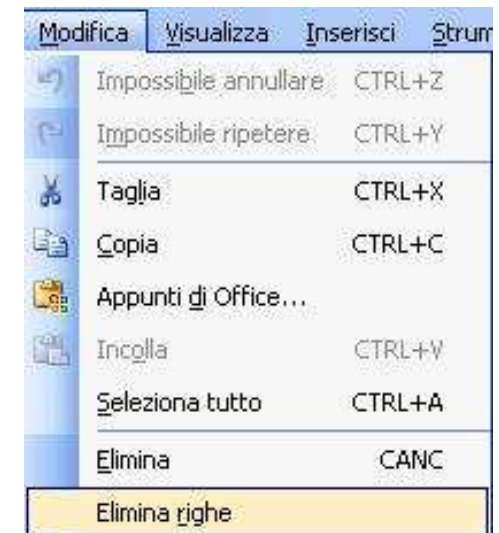 Modifica Visualizza Inserisci Strum
Impossibile annullare CTRL+Z
Impossibile ripetere CTRL+Y
Taglia CTRL+X
Copia CTRL+C
Appunti di Office...
Incolla CTRL+V
Seleziona tutto CTRL+A
Elimina CANC
Elimina righe